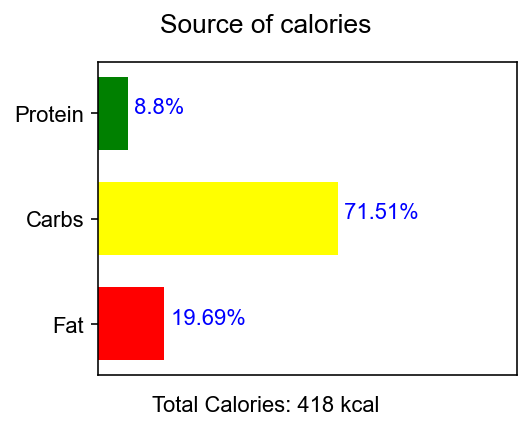 Source of calories
Protein
8.8%
Carbs
71.51%
Fat
19.69%
Total Calories: 418 kcal